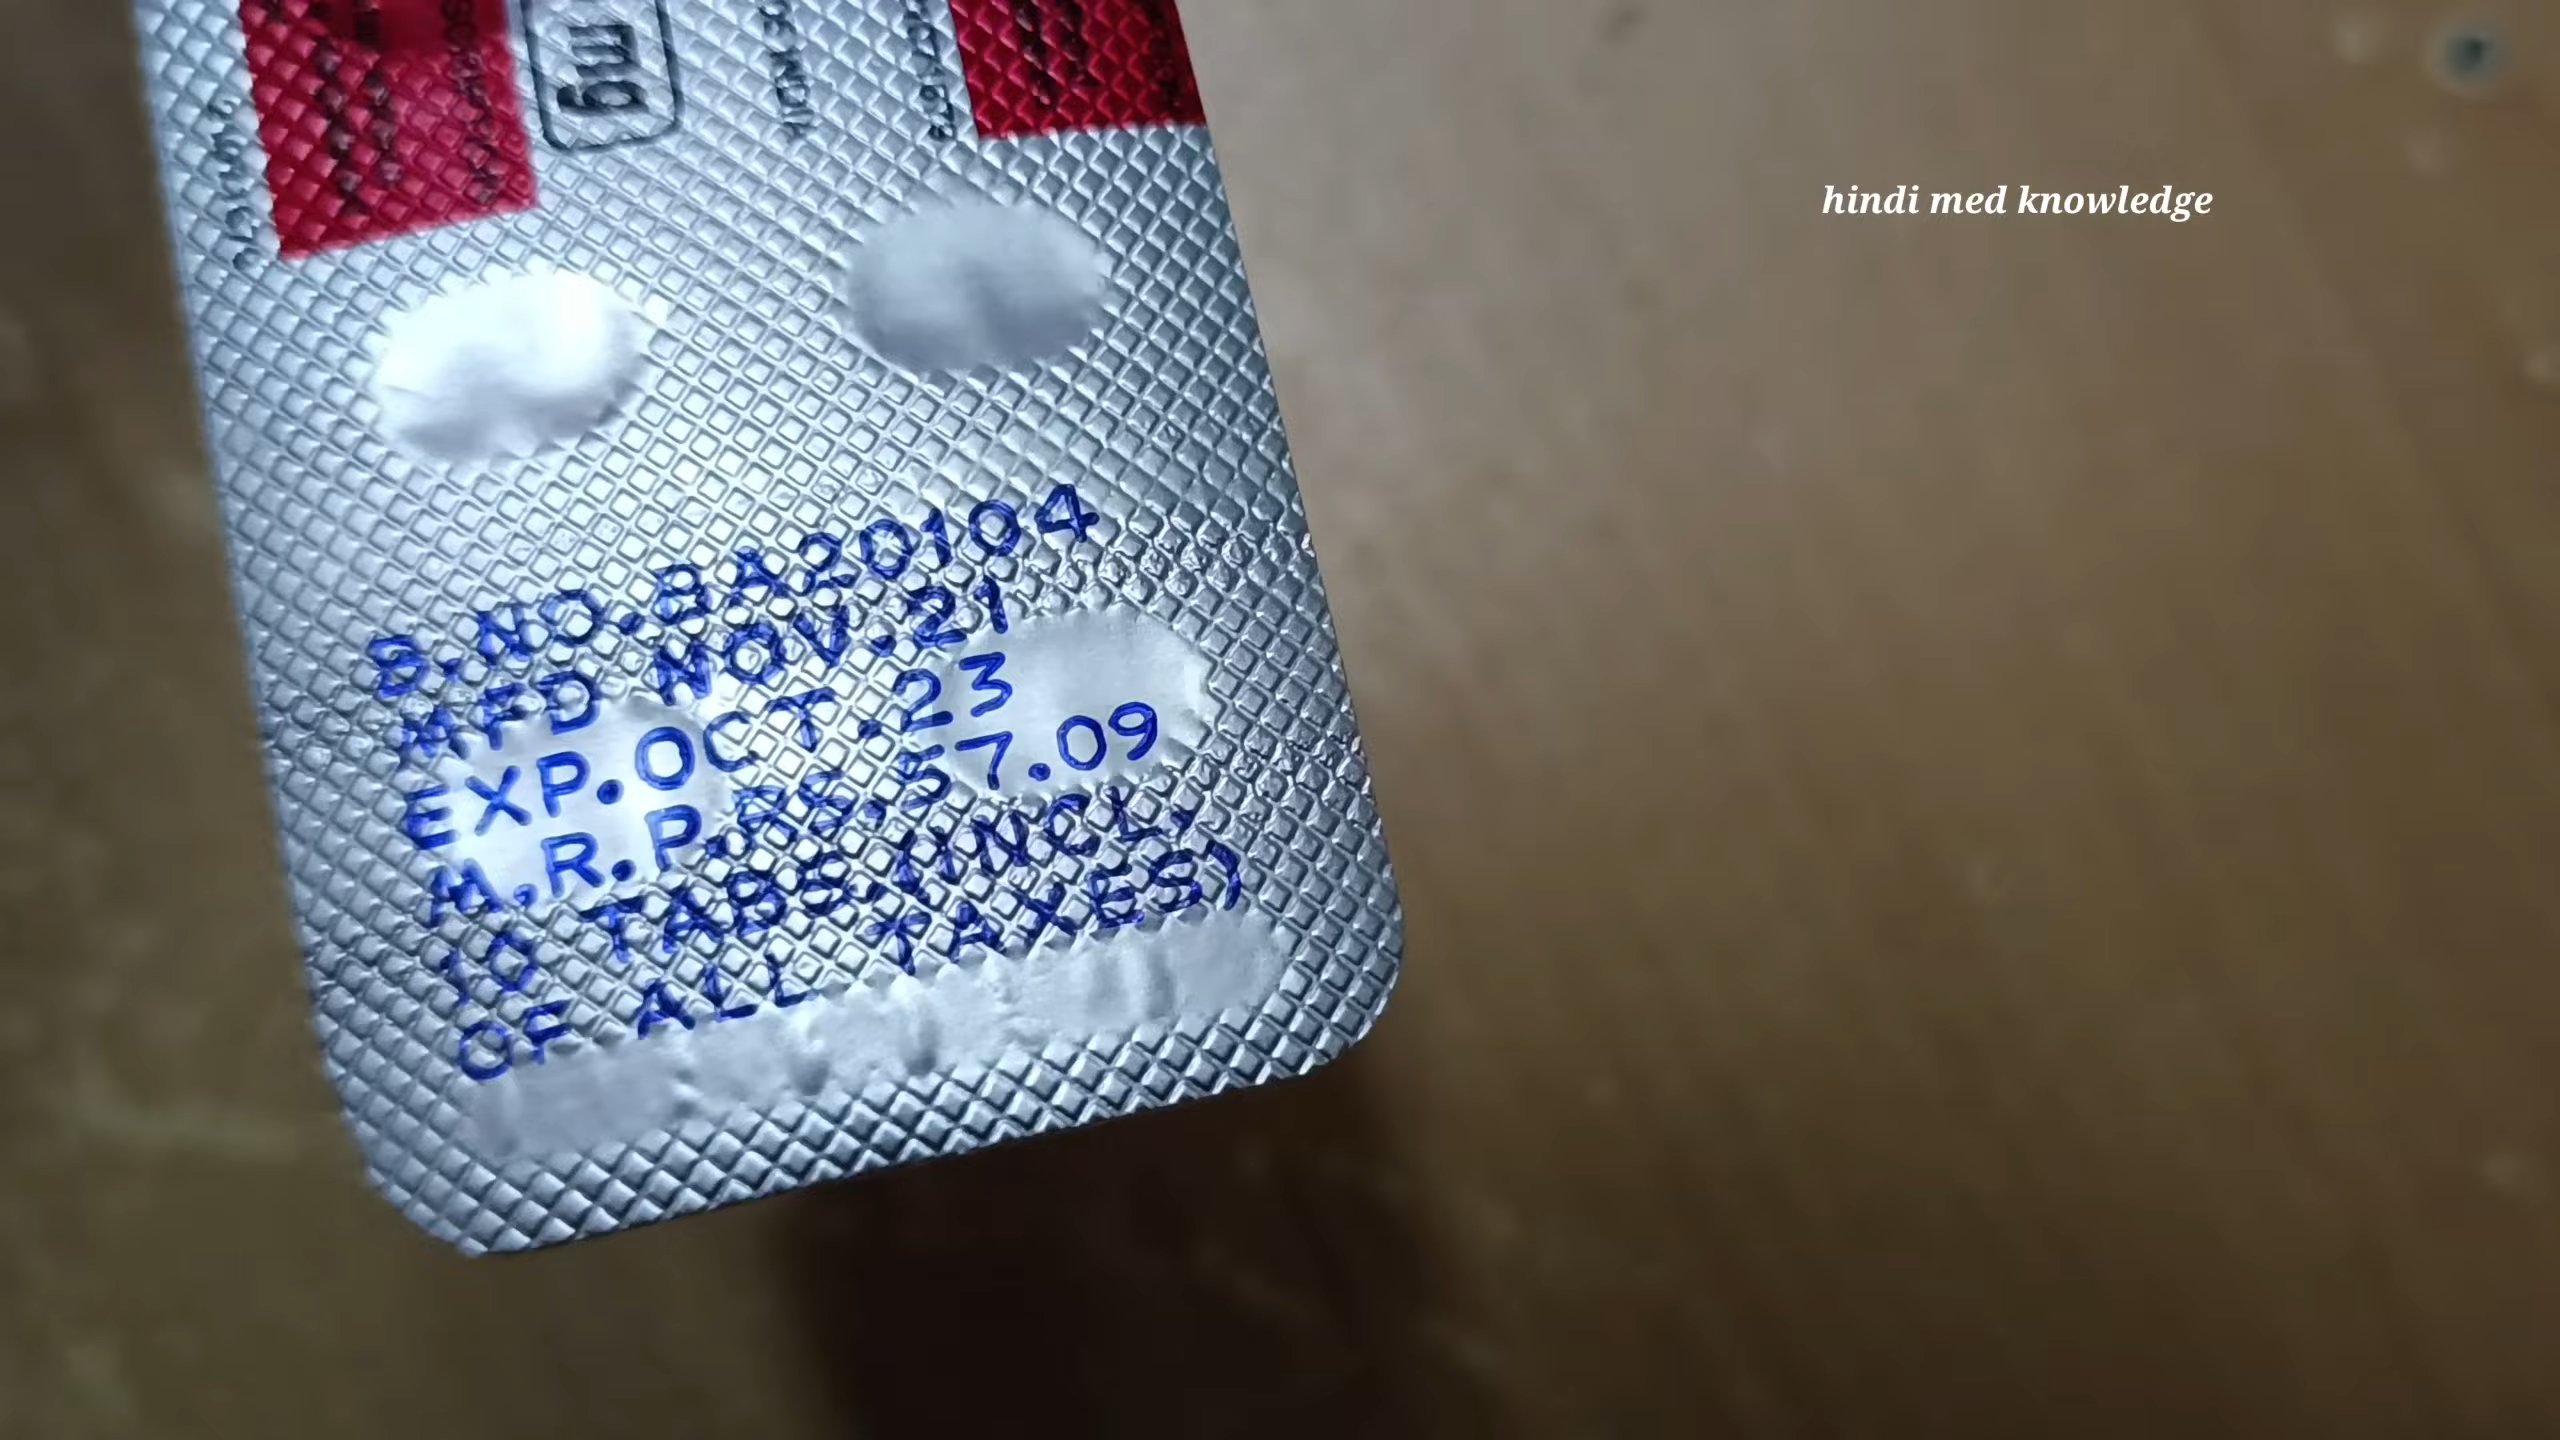 mg
hindi med knowledge
B.NO.BA20104
MFD NOV.21
EXP.OCT.23
M.R.P.RS.57.09
10 TABS.(INCL.
OF ALL TAXES)